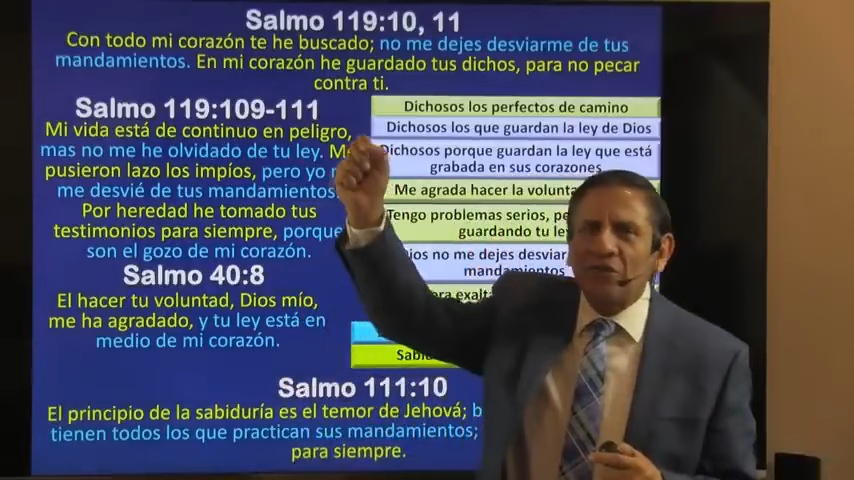 Salmo 119:10, 11
Con todo mi corazón te he buscado; no me dejes desviarme de tus
mandamientos. En mi corazón he guardado tus dichos, para no pecar
contra ti.
Salmo 119:109-111
Mi vida está de continuo en peligro,
mas no me he olvidado de tu ley.
pusieron lazo los impíos, pero yo
me desvié de tus mandamientos.
Por heredad he tomado tus
testimonios para siempre, porque
son el gozo de mi corazón.
Salmo 40:8
El hacer tu voluntad, Dios mío,
me ha agradado, y tu ley está en
medio de mi corazón.
Dichosos los perfectos de camino
Dichosos los que guardan la ley de Dios
Dichosos porque guardan la ley que está
grabada en sus corazones
Me agrada hacer la
Tengo problemas serios,
guardando tu
no me dejes
Salmo 111:10
El principio de la sabiduría es el temor de Jehová;
tienen todos los que practican sus mandamientos;
para siempre.